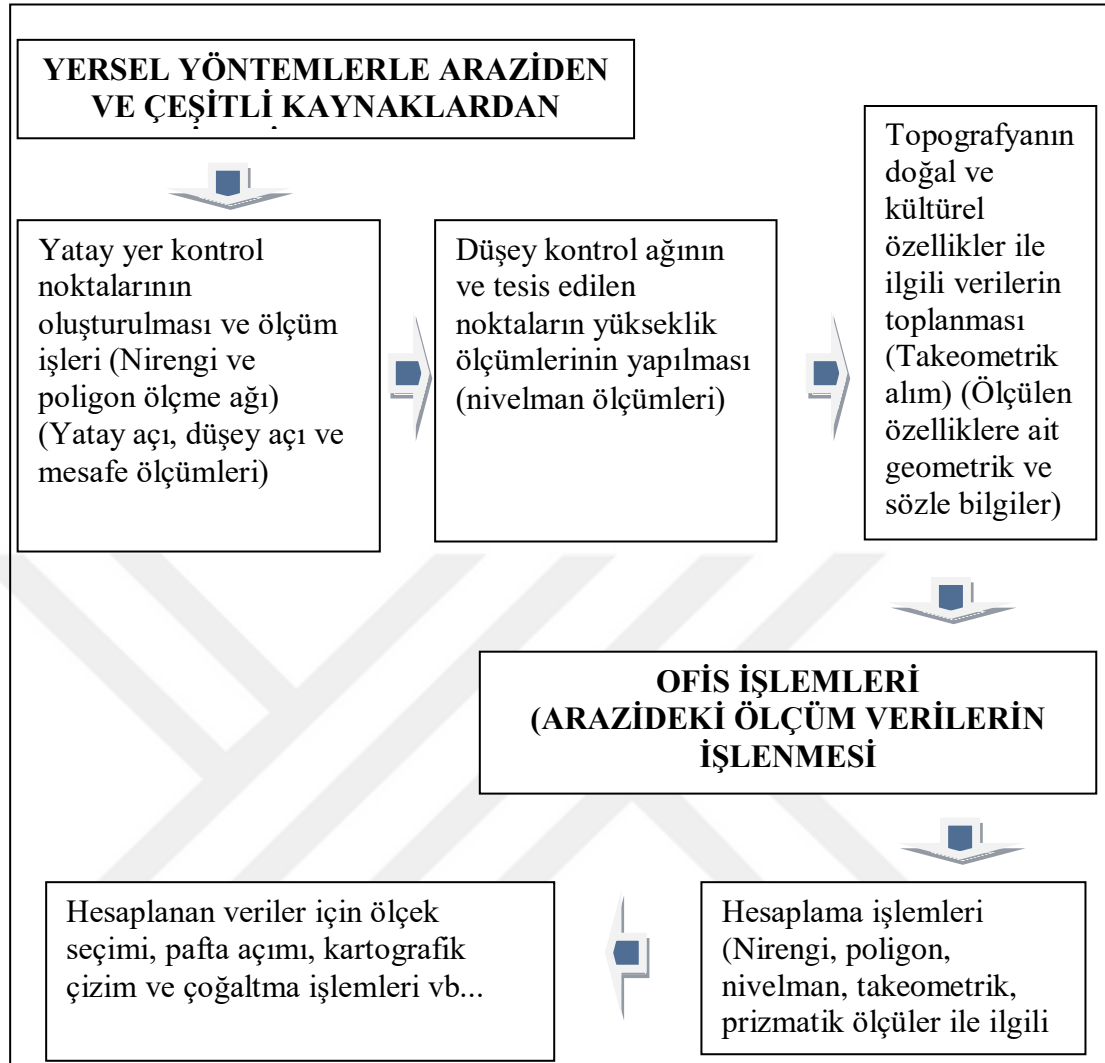 YERSEL YÖNTEMLERLE ARAZİDEN
VE ÇEŞİTLİ KAYNAKLARDAN
Yatay yer kontrol
noktalarının
oluşturulması ve ölçüm
işleri (Nirengi ve
poligon ölçme ağı)
(Yatay açı, düşey açı ve
mesafe ölçümleri)
Düşey kontrol ağının
ve tesis edilen
noktaların yükseklik
ölçümlerinin yapılması
(nivelman ölçümleri)
Topografyanın
doğal ve
kültürel
özellikler ile
ilgili verilerin
toplanması
(Takeometrik
alım) (Ölçülen
özelliklere ait
geometrik ve
sözle bilgiler)
OFİS İŞLEMLERİ
(ARAZİDEKİ ÖLÇÜM VERİLERİN
İŞLENMESİ
Hesaplama işlemleri
(Nirengi, poligon,
nivelman, takeometrik,
prizmatik ölçüler ile ilgili
Hesaplanan veriler için ölçek
seçimi, pafta açımı, kartografik
çizim ve çoğaltma işlemleri vb...